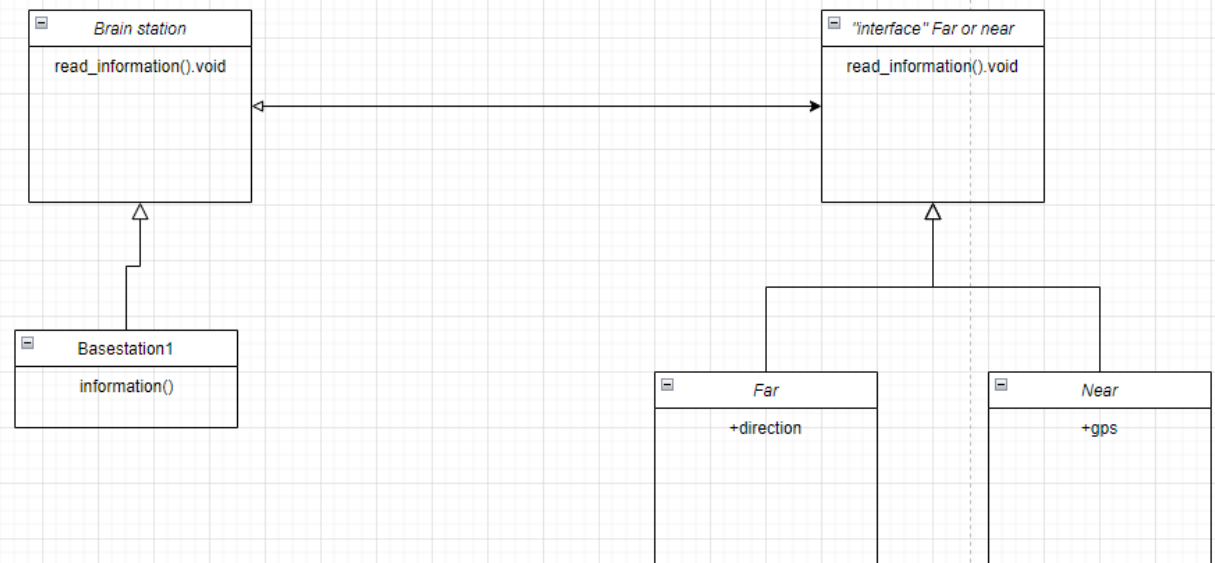 Brain station
read_information().void
"interface" Far or near
read_information().void
Basestation1
information()
Far
+direction
Near
+gps